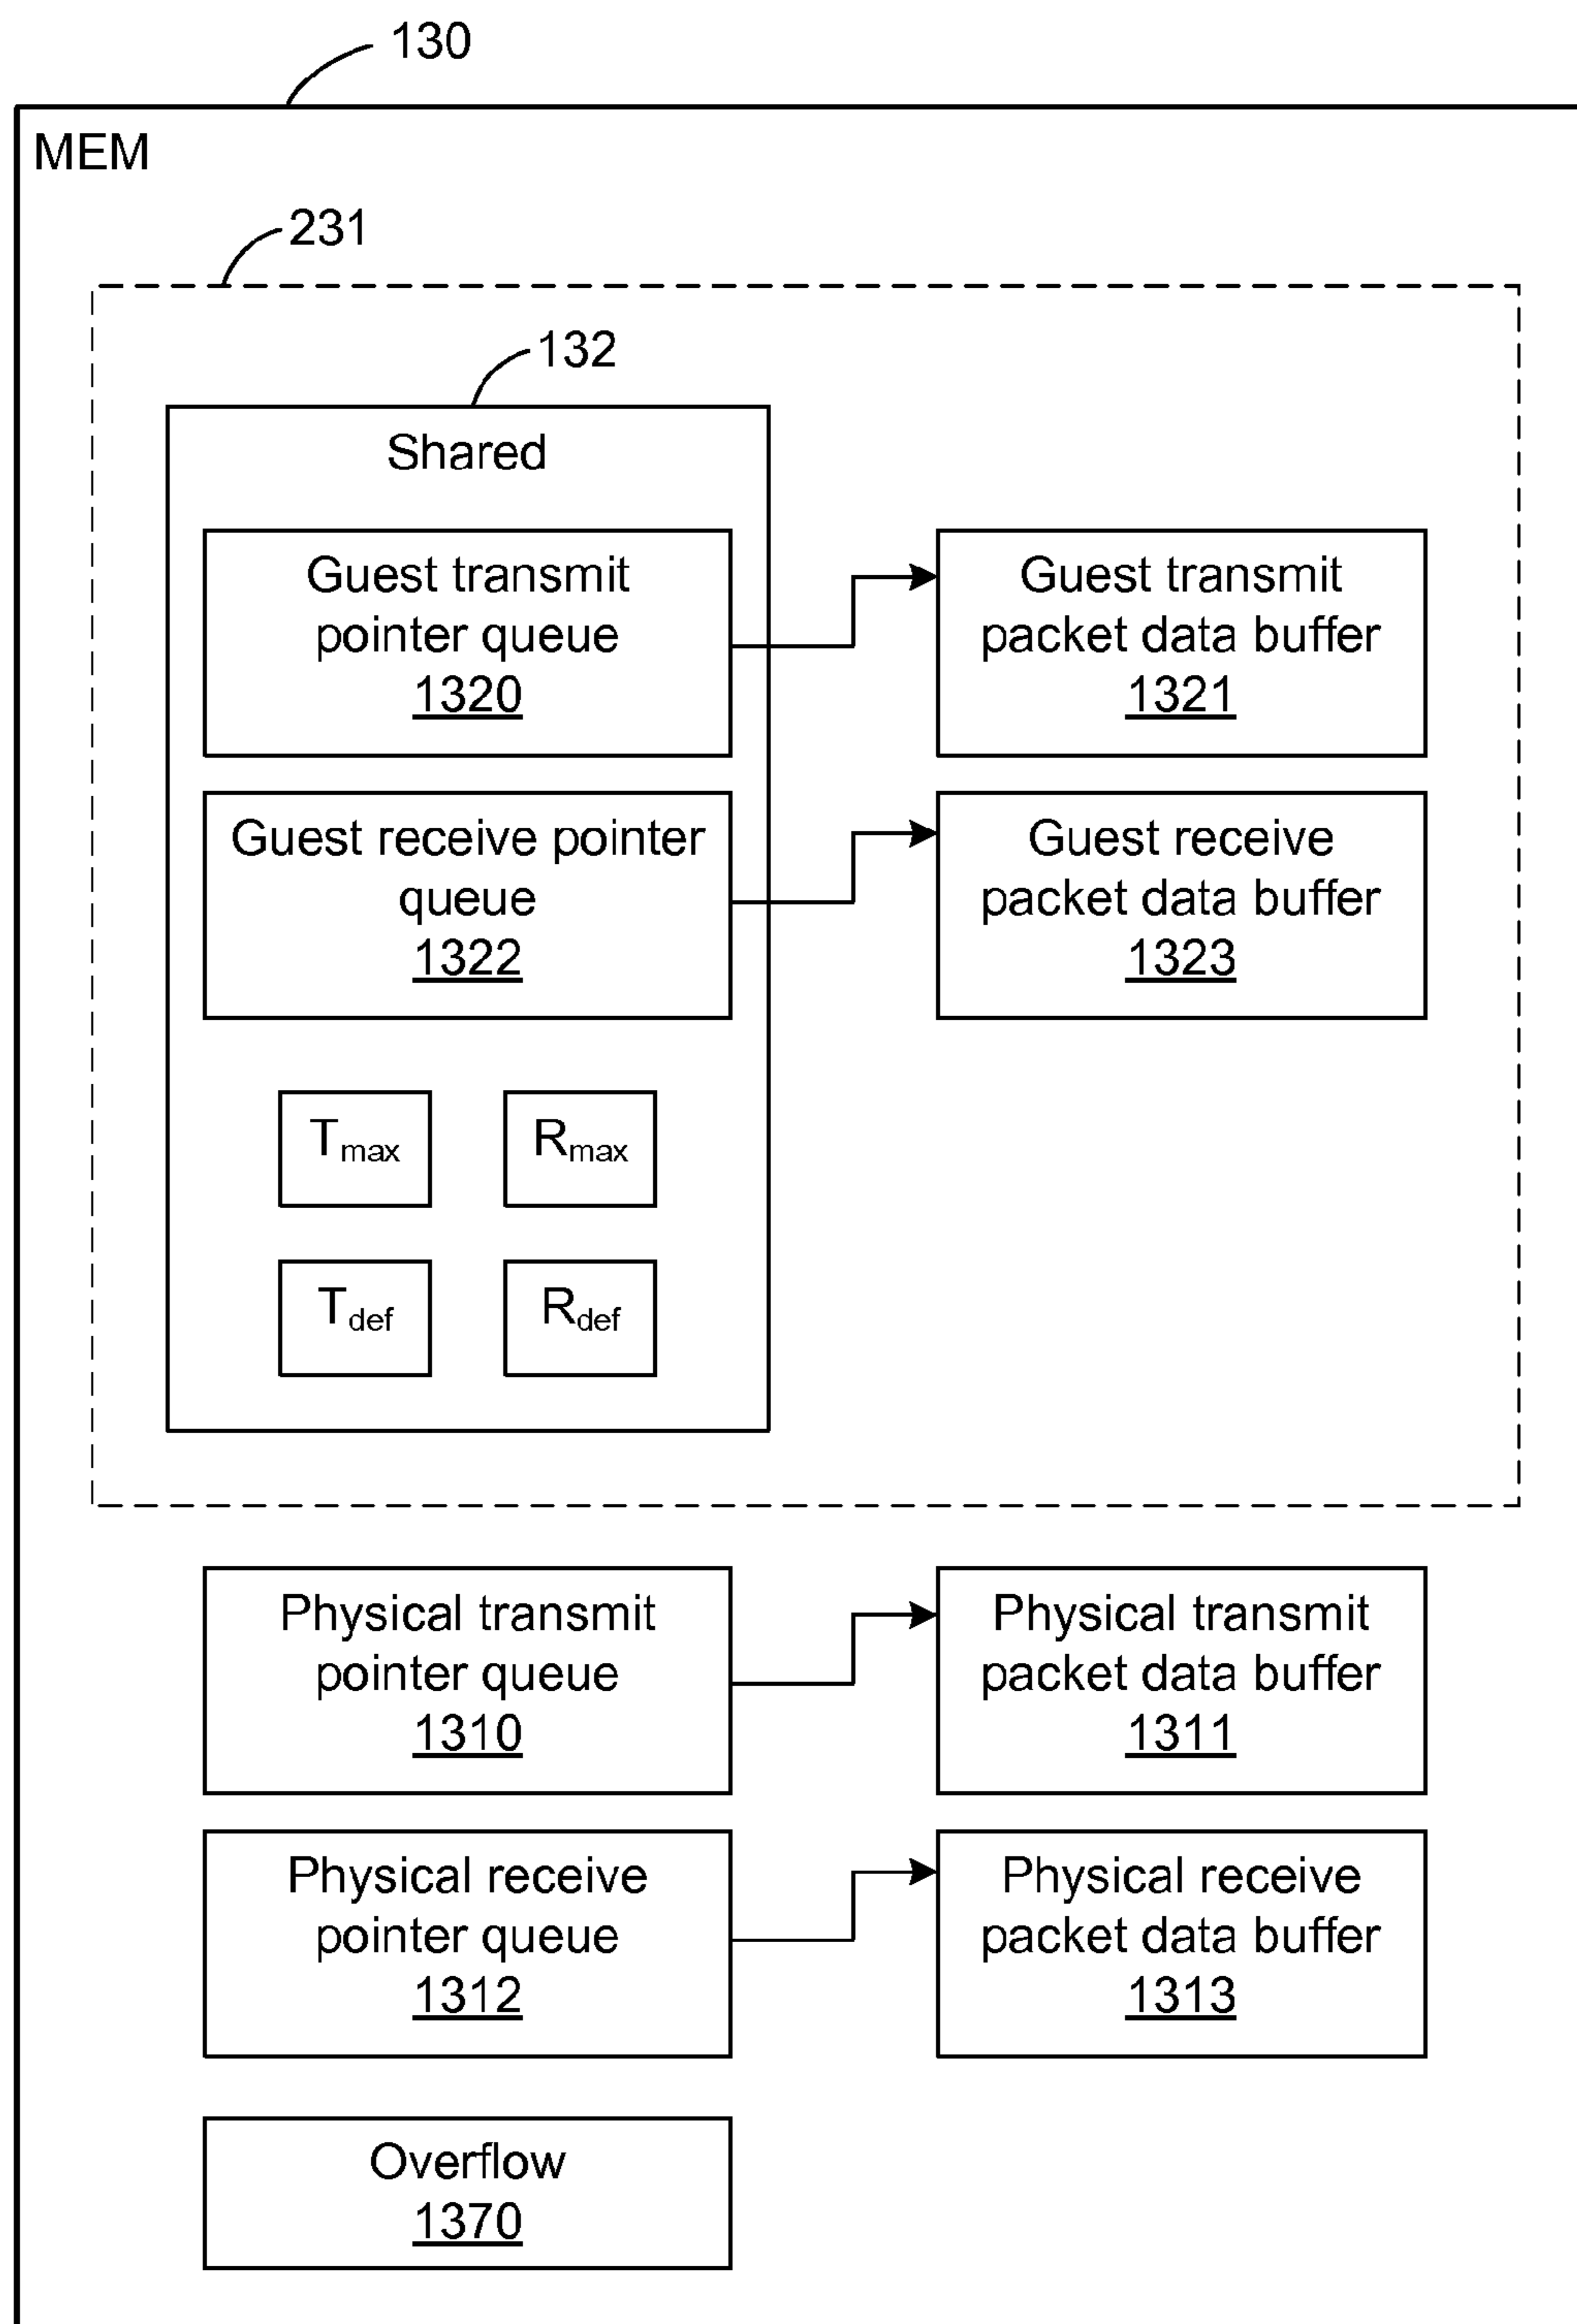 130
MEM
231
132
Shared
Guest transmit
pointer queue
1320
Guest transmit
packet data buffer
1321
Guest receive pointer
queue
1322
Guest receive
packet data buffer
1323
Tmax
Rmax
Tdef
Rdef
Physical transmit
pointer queue
1310
Physical transmit
packet data buffer
1311
Physical receive
pointer queue
1312
Physical receive
packet data buffer
1313
Overflow
1370